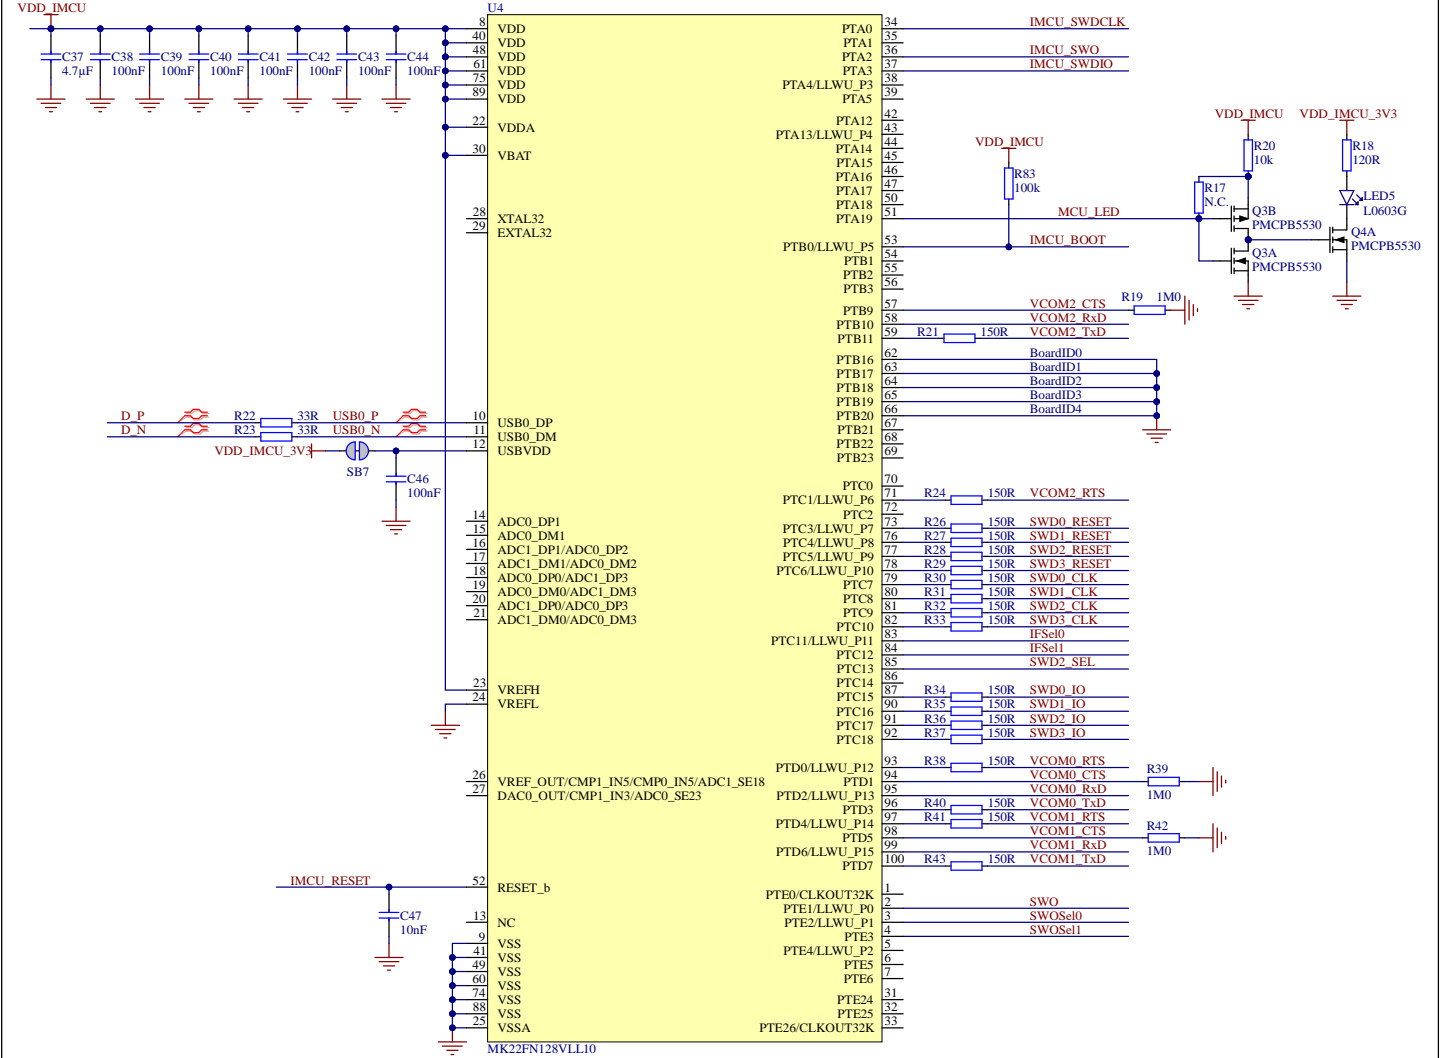 VDD_IMCU
C37 4.7µF
C38 100nF
C39 100nF
C40 100nF
C41 100nF
C42 100nF
C43 100nF
C44 100nF
U4
8 VDD
40 VDD
48 VDD
61 VDD
75 VDD
89 VDD
22 VDDA
30 VBAT
28 XTAL32
29 EXTAL32
D_P R22 33R USB0_P 10 USB0_DP
D_N R23 33R USB0_N 11 USB0_DM
VDD_IMCU_3V3 SB7 12 USBVDD
C46 100nF
14 ADC0_DP1
15 ADC0_DM1
16 ADC1_DP1/ADC0_DP2
17 ADC1_DM1/ADC0_DM2
18 ADC0_DP0/ADC1_DP3
19 ADC0_DM0/ADC1_DM3
20 ADC1_DP0/ADC0_DP3
21 ADC1_DM0/ADC0_DM3
23 VREFH
24 VREFL
26 VREF_OUT/CMP1_IN5/CMP0_IN5/ADC1_SE18
27 DAC0_OUT/CMP1_IN3/ADC0_SE23
IMCU_RESET 52 RESET_b
C47 10nF
13 NC
9 VSS
41 VSS
49 VSS
60 VSS
74 VSS
88 VSS
25 VSSA
MK22FN128VLL10
PTA0 34 IMCU_SWDCLK
PTA1 35
PTA2 36 IMCU_SWO
PTA3 37 IMCU_SWDIO
PTA4/LLWU_P3 38
PTA5 39
PTA12 42
PTA13/LLWU_P4 43
PTA14 44
PTA15 45
PTA16 46
PTA17 47
PTA18 50
PTA19 51 MCU_LED
VDD_IMCU
R83 100k
PTB0/LLWU_P5 53 IMCU_BOOT
PTB1 54
PTB2 55
PTB3 56
VDD_IMCU
R20 10k
R17 N.C.
Q3B PMCPB5530
Q3A PMCPB5530
VDD_IMCU_3V3
R18 120R
LED5 L0603G
Q4A PMCPB5530
PTB9 57 VCOM2_CTS R19 1M0
PTB10 58 VCOM2_RxD
PTB11 59 R21 150R VCOM2_TxD
PTB16 62 BoardID0
PTB17 63 BoardID1
PTB18 64 BoardID2
PTB19 65 BoardID3
PTB20 66 BoardID4
PTB21 67
PTB22 68
PTB23 69
PTC0 70
PTC1/LLWU_P6 71 R24 150R VCOM2_RTS
PTC2 72
PTC3/LLWU_P7 73 R26 150R SWD0_RESET
PTC4/LLWU_P8 76 R27 150R SWD1_RESET
PTC5/LLWU_P9 77 R28 150R SWD2_RESET
PTC6/LLWU_P10 78 R29 150R SWD3_RESET
PTC7 79 R30 150R SWD0_CLK
PTC8 80 R31 150R SWD1_CLK
PTC9 81 R32 150R SWD2_CLK
PTC10 82 R33 150R SWD3_CLK
PTC11/LLWU_P11 83 IFSel0
PTC12 84 IFSel1
PTC13 85 SWD2_SEL
PTC14 86
PTC15 87 R34 150R SWD0_IO
PTC16 90 R35 150R SWD1_IO
PTC17 91 R36 150R SWD2_IO
PTC18 92 R37 150R SWD3_IO
PTD0/LLWU_P12 93 R38 150R VCOM0_RTS
PTD1 94 VCOM0_CTS R39 1M0
PTD2/LLWU_P13 95 VCOM0_RxD
PTD3 96 R40 150R VCOM0_TxD
PTD4/LLWU_P14 97 R41 150R VCOM1_RTS
PTD5 98 VCOM1_CTS R42 1M0
PTD6/LLWU_P15 99 VCOM1_RxD
PTD7 100 R43 150R VCOM1_TxD
PTE0/CLKOUT32K 1
PTE1/LLWU_P0 2 SWO
PTE2/LLWU_P1 3 SWOSel0
PTE3 4 SWOSel1
PTE4/LLWU_P2 5
PTE5 6
PTE6 7
PTE24 31
PTE25 32
PTE26/CLKOUT32K 33